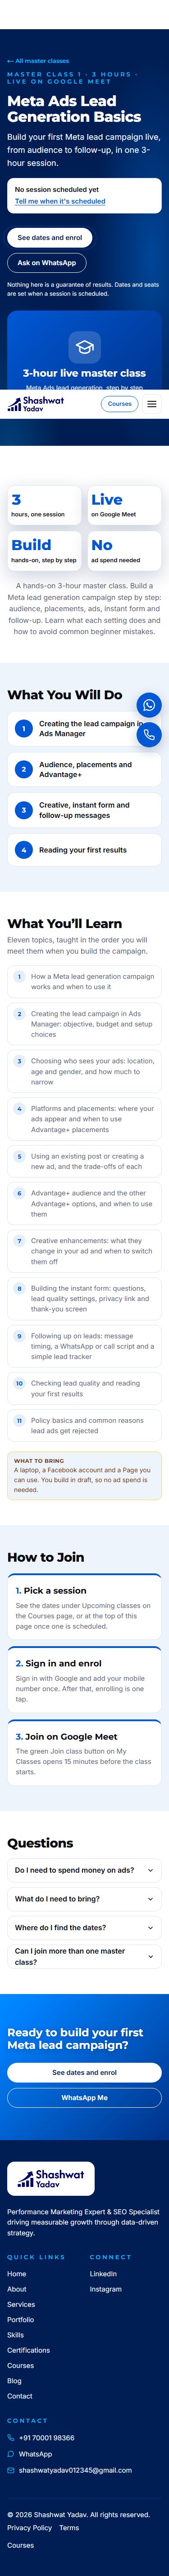 ← All master classes
MASTER CLASS 1 · 3 HOURS ·
LIVE ON GOOGLE MEET
Meta Ads Lead
Generation Basics
Build your first Meta lead campaign live,
from audience to follow-up, in one 3-
hour session.
No session scheduled yet
Tell me when it's scheduled
See dates and enrol
Ask on WhatsApp
Nothing here is a guarantee of results. Dates and seats
are set when a session is scheduled.
3-hour live master class
Meta Ads lead generation, step by step
Shashwat
Yadav
Courses
3
hours, one session
Live
on Google Meet
Build
hands-on, step by step
No
ad spend needed
A hands-on 3-hour master class. Build a
Meta lead generation campaign step by step:
audience, placements, ads, instant form and
follow-up. Learn what each setting does and
how to avoid common beginner mistakes.
What You Will Do
1
Creating the lead campaign in
Ads Manager
2
Audience, placements and
Advantage+
3
Creative, instant form and
follow-up messages
4
Reading your first results
What You’ll Learn
Eleven topics, taught in the order you will
meet them when you build the campaign.
1
How a Meta lead generation campaign
works and when to use it
2
Creating the lead campaign in Ads
Manager: objective, budget and setup
choices
3
Choosing who sees your ads: location,
age and gender, and how much to
narrow
4
Platforms and placements: where your
ads appear and when to use
Advantage+ placements
5
Using an existing post or creating a
new ad, and the trade-offs of each
6
Advantage+ audience and the other
Advantage+ options, and when to use
them
7
Creative enhancements: what they
change in your ad and when to switch
them off
8
Building the instant form: questions,
lead quality settings, privacy link and
thank-you screen
9
Following up on leads: message
timing, a WhatsApp or call script and a
simple lead tracker
10
Checking lead quality and reading
your first results
11
Policy basics and common reasons
lead ads get rejected
WHAT TO BRING
A laptop, a Facebook account and a Page you
can use. You build in draft, so no ad spend is
needed.
How to Join
1. Pick a session
See the dates under Upcoming classes on
the Courses page, or at the top of this
page once one is scheduled.
2. Sign in and enrol
Sign in with Google and add your mobile
number once. After that, enrolling is one
tap.
3. Join on Google Meet
The green Join class button on My
Classes opens 15 minutes before the class
starts.
Questions
Do I need to spend money on ads?
What do I need to bring?
Where do I find the dates?
Can I join more than one master
class?
Ready to build your first
Meta lead campaign?
See dates and enrol
WhatsApp Me
Shashwat
Yadav
Performance Marketing Expert & SEO Specialist
driving measurable growth through data-driven
strategy.
QUICK LINKS
Home
About
Services
Portfolio
Skills
Certifications
Courses
Blog
Contact
CONNECT
LinkedIn
Instagram
CONTACT
+91 70001 98366
WhatsApp
shashwatyadav012345@gmail.com
© 2026 Shashwat Yadav. All rights reserved.
Privacy Policy Terms
Courses